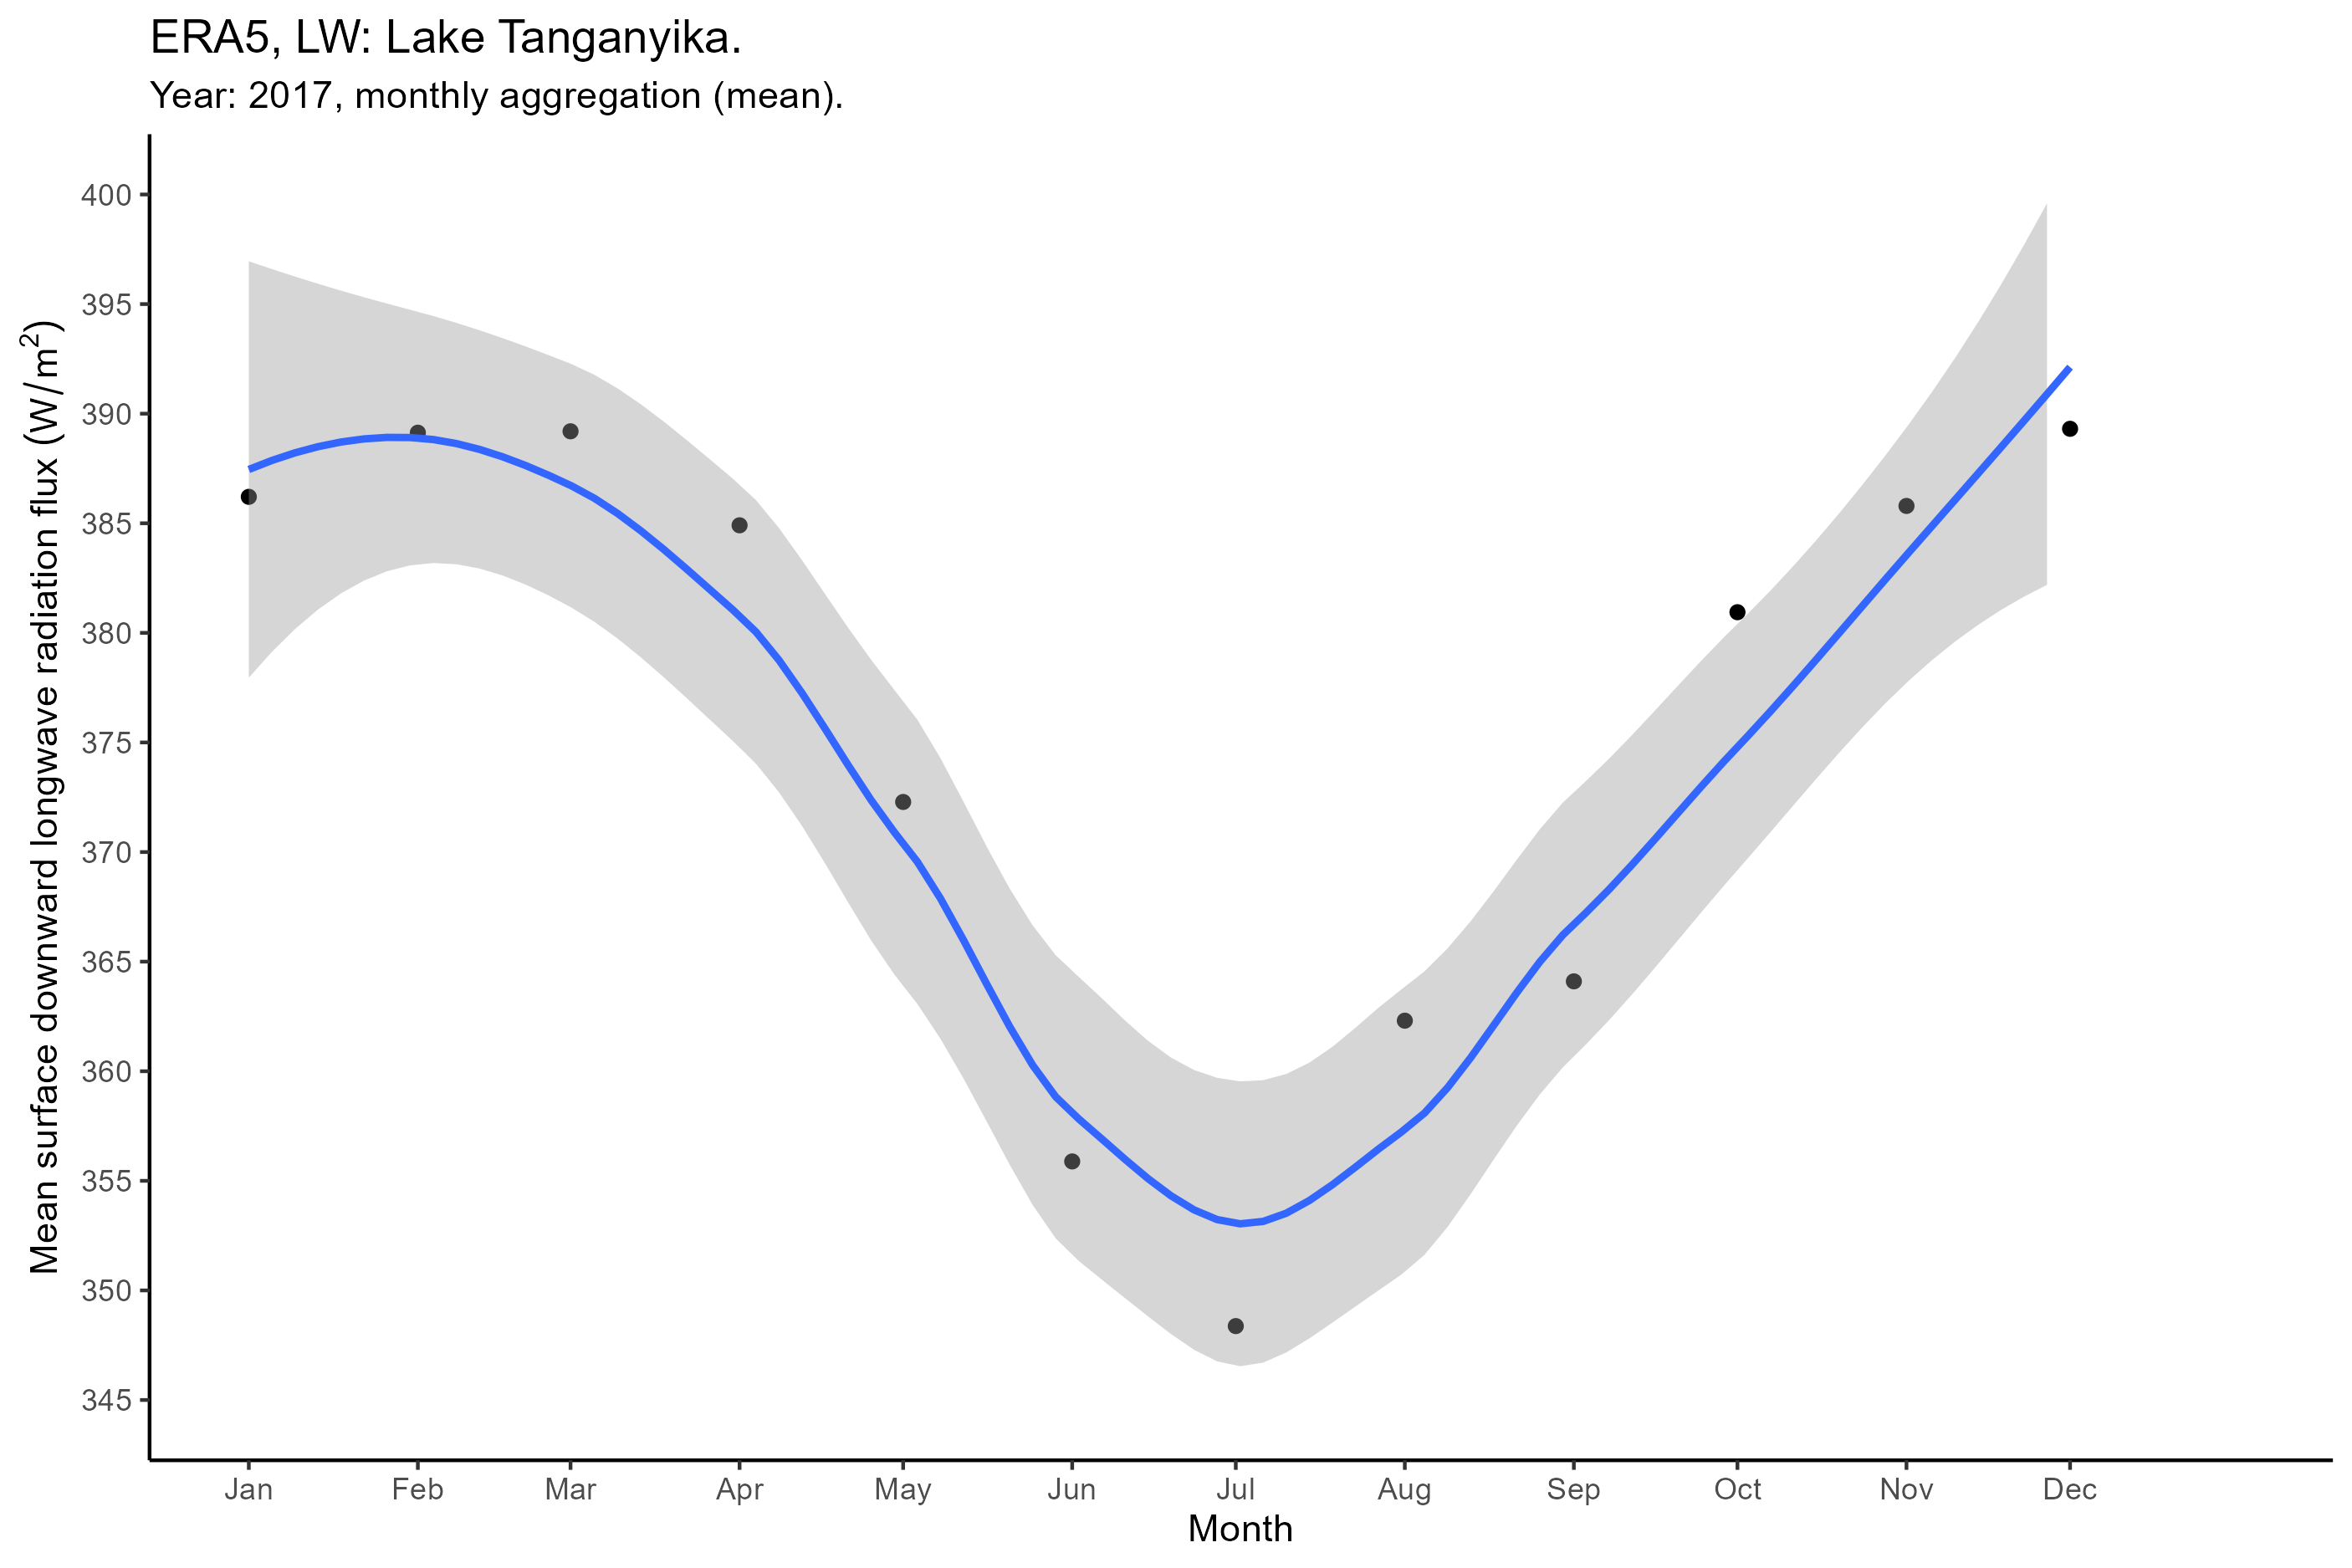 ERA5, LW: Lake Tanganyika.
Year: 2017, monthly aggregation (mean).
Mean surface downward longwave radiation flux (W/m²)
400
395
390
385
380
375
370
365
360
355
350
345
Jan Feb Mar Apr May Jun Jul Aug Sep Oct Nov Dec
Month